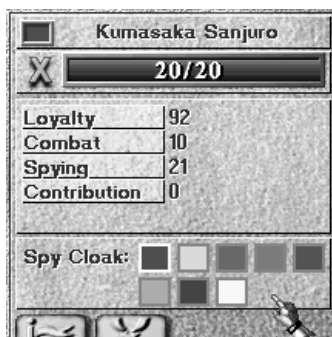 Kumasaka Sanjuro
X
20/20
Loyalty 92
Combat 10
Spying 21
Contribution 0
Spy Cloak: